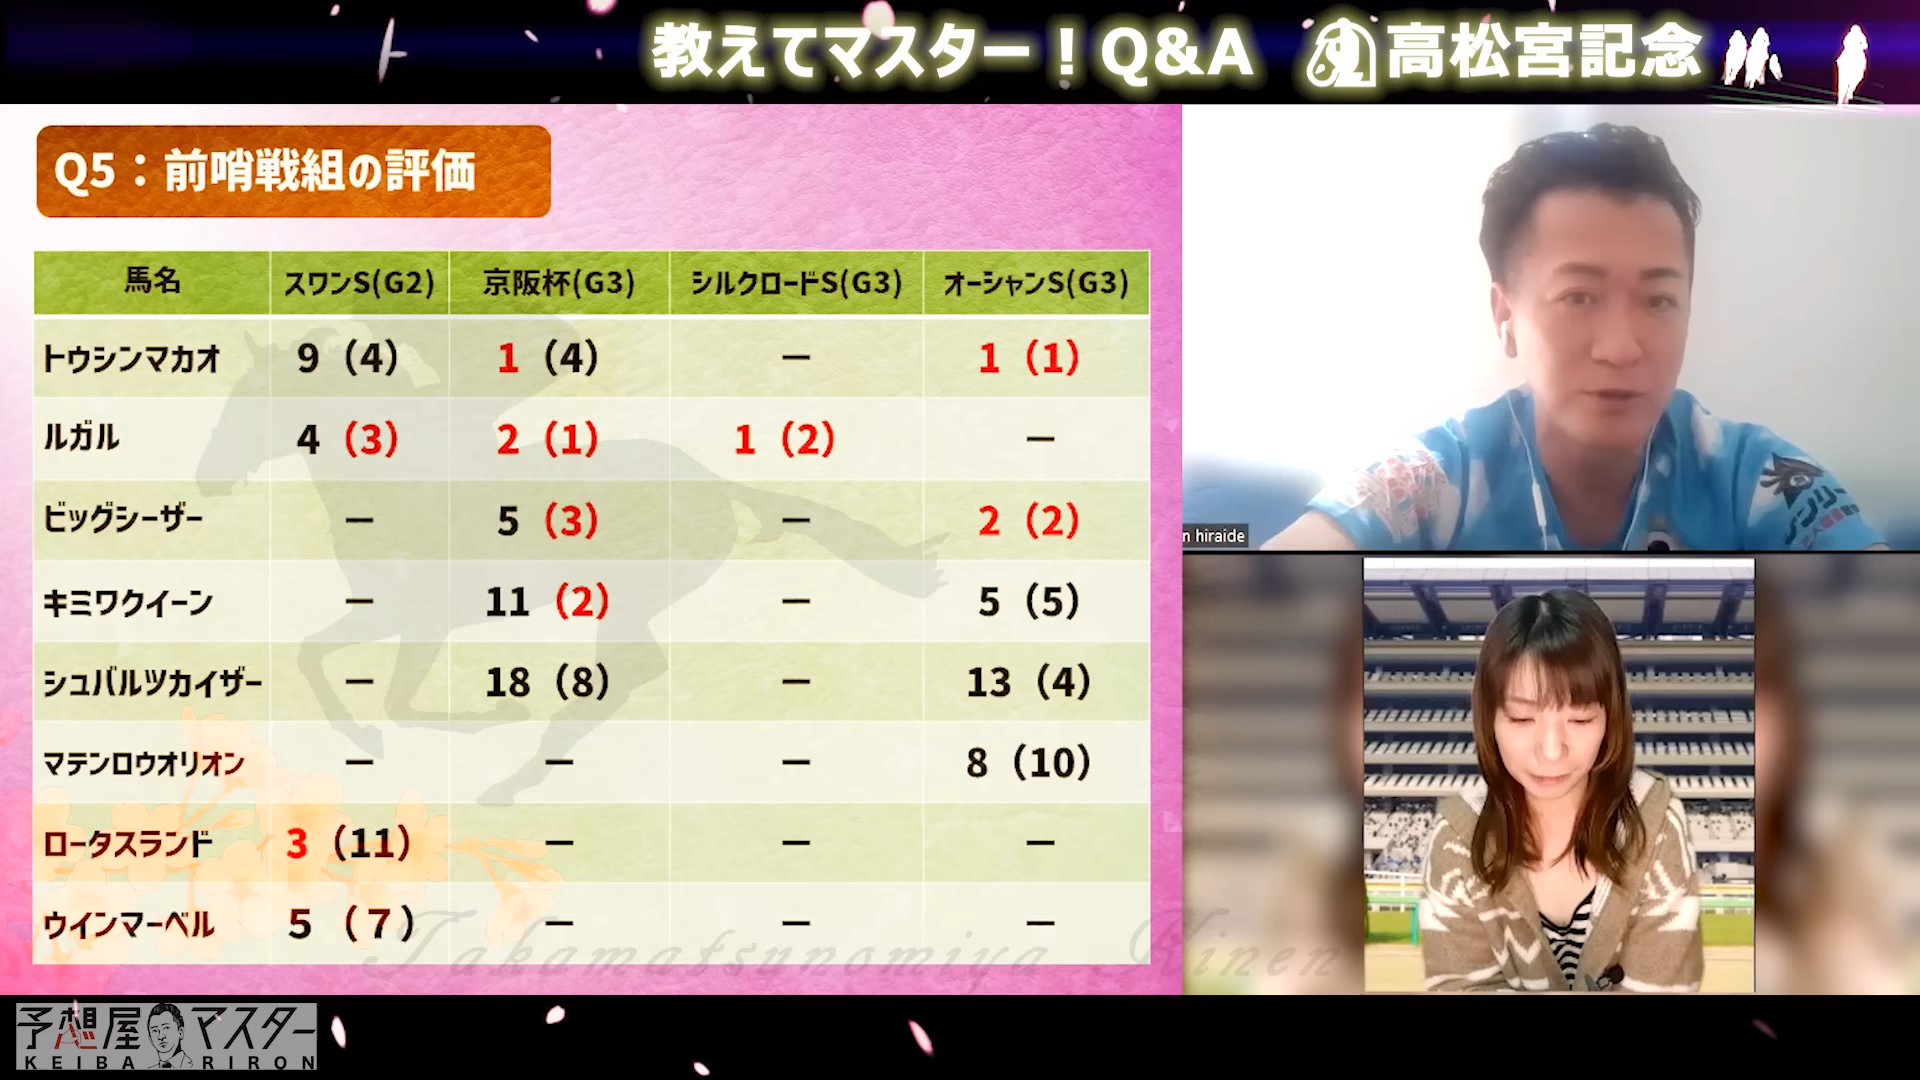 教えてマスター！Q&A 高松宮記念
Q5：前哨戦組の評価
馬名 スワンS(G2) 京阪杯(G3) シルクロードS(G3) オーシャンS(G3)
トウシンマカオ 9（4） 1（4） ー 1（1）
ルガル 4（3） 2（1） 1（2） ー
ビッグシーザー ー 5（3） ー 2（2）
キミワクイーン ー 11（2） ー 5（5）
シュバルツカイザー ー 18（8） ー 13（4）
マテンロウオリオン ー ー ー 8（10）
ロータスランド 3（11） ー ー ー
ウインマーベル 5（７） ー ー ー
Takamatsunomiya Kinen
n hiraide
予想屋マスター
KEIBA RIRON